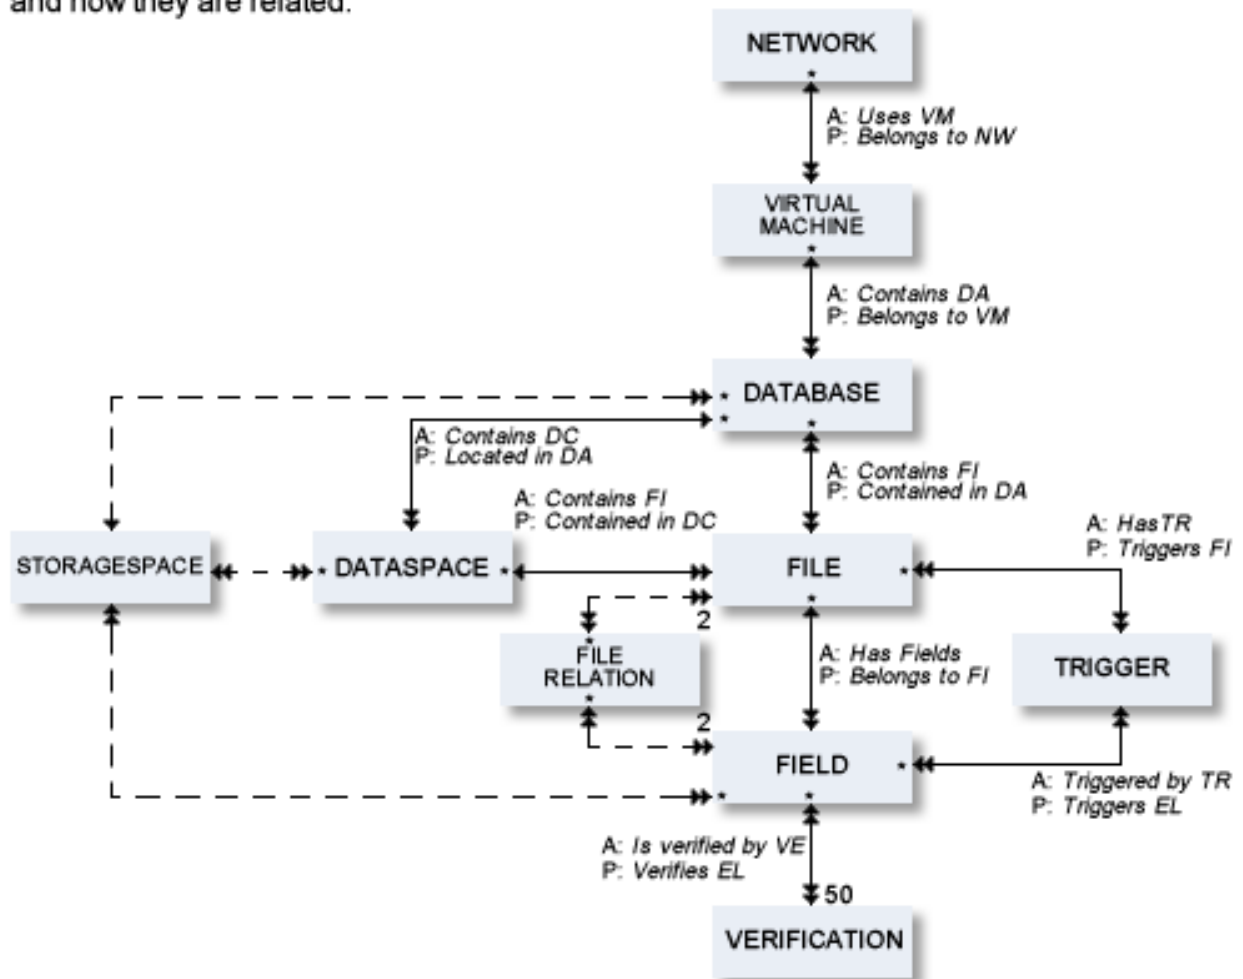 and how they are related.
NETWORK
*
A: Uses VM
P: Belongs to NW
VIRTUAL
MACHINE
*
A: Contains DA
P: Belongs to VM
* DATABASE
*
*
A: Contains DC
P: Located in DA
A: Contains FI
P: Contained in DA
A: Contains FI
P: Contained in DC
A: HasTR
P: Triggers FI
STORAGESPACE
* DATASPACE *
FILE *
*
2
*
FILE
RELATION
*
A: Has Fields
P: Belongs to FI
TRIGGER
2
FIELD *
* *
A: Triggered by TR
P: Triggers EL
A: Is verified by VE
P: Verifies EL
50
VERIFICATION